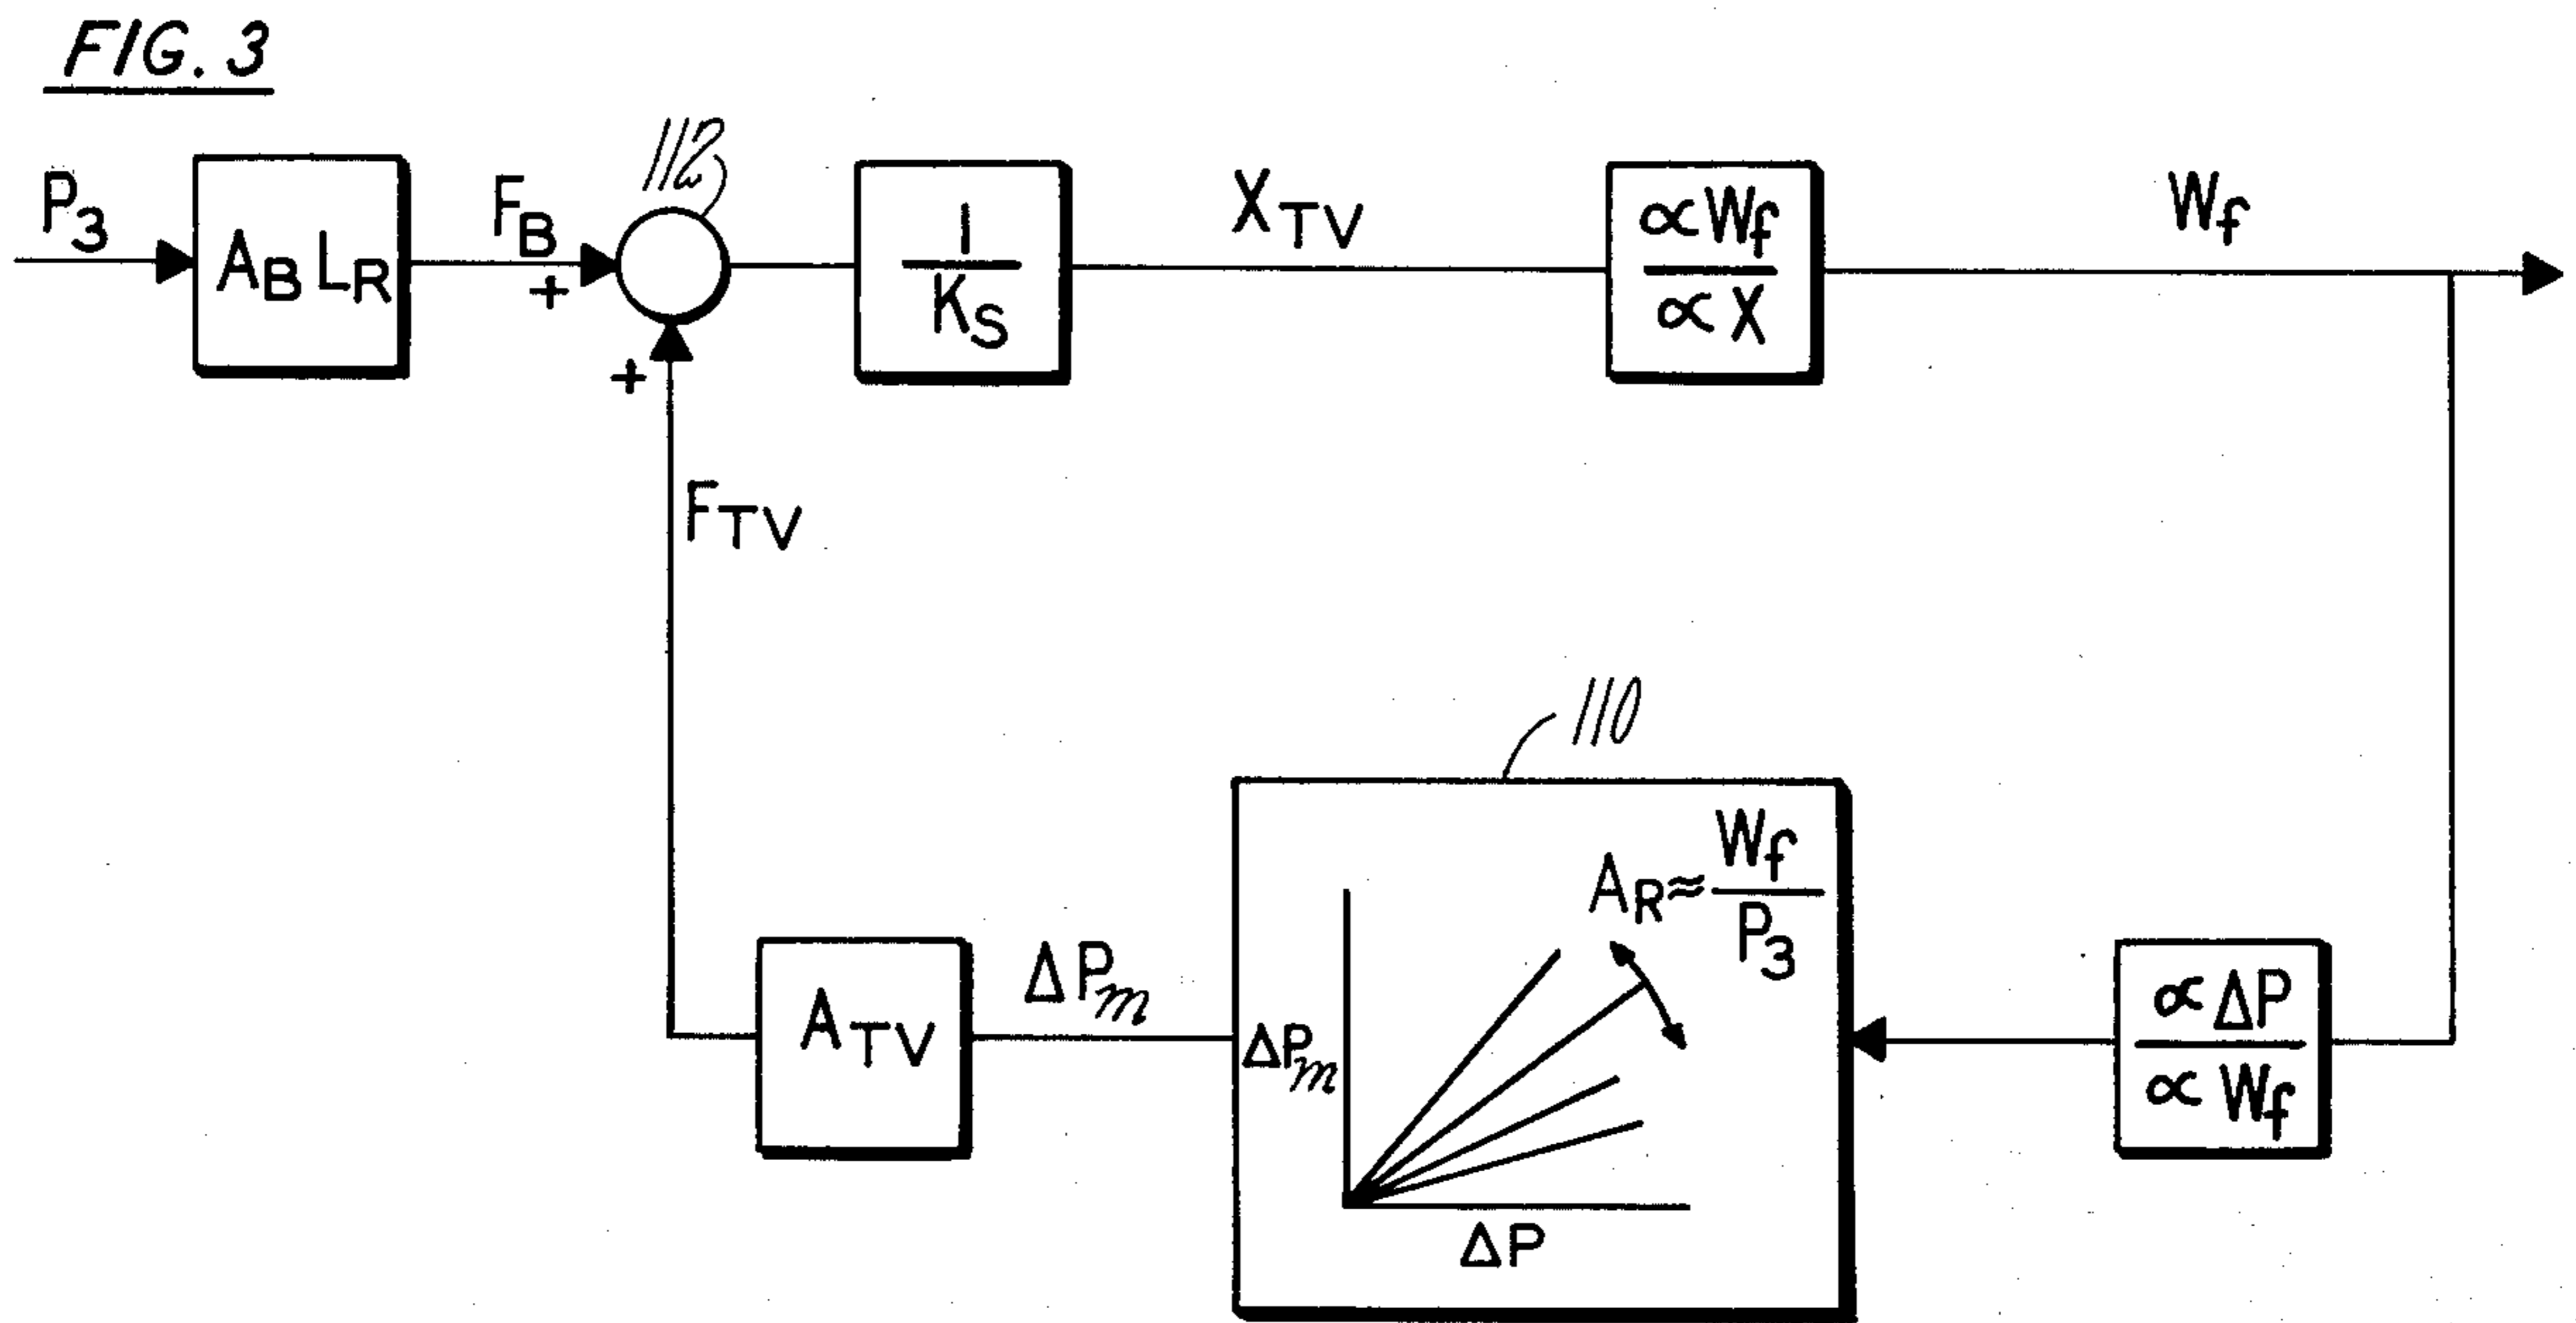 FIG. 3
112
P3
AB LR
FB
+
+
1
KS
XTV
∝Wf
∝X
Wf
FTV
110
AR≈Wf
P3
ATV
ΔPm
ΔPm
ΔP
∝ΔP
∝Wf